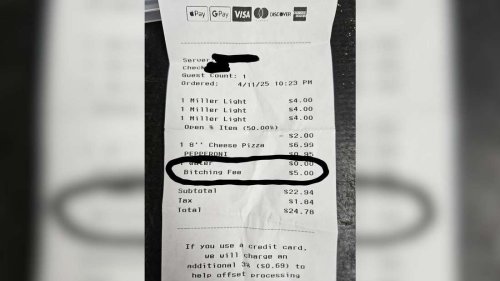 Pay G Pay VISA DISCOVER
Server
Check
Guest Count: 1
Ordered: 4/11/25 10:23 PM
1 Miller Light $4.00
1 Miller Light $4.00
1 Miller Light $4.00
Open % Item (50.00%)
-$2.00
1 8'' Cheese Pizza $6.99
PEPPERONI $0.95
$0.00
Bitching Fee $5.00
Subtotal $22.94
Tax $1.84
Total $24.78
If you use a credit card,
we will charge an
additional 3% ($0.69) to
help offset processing